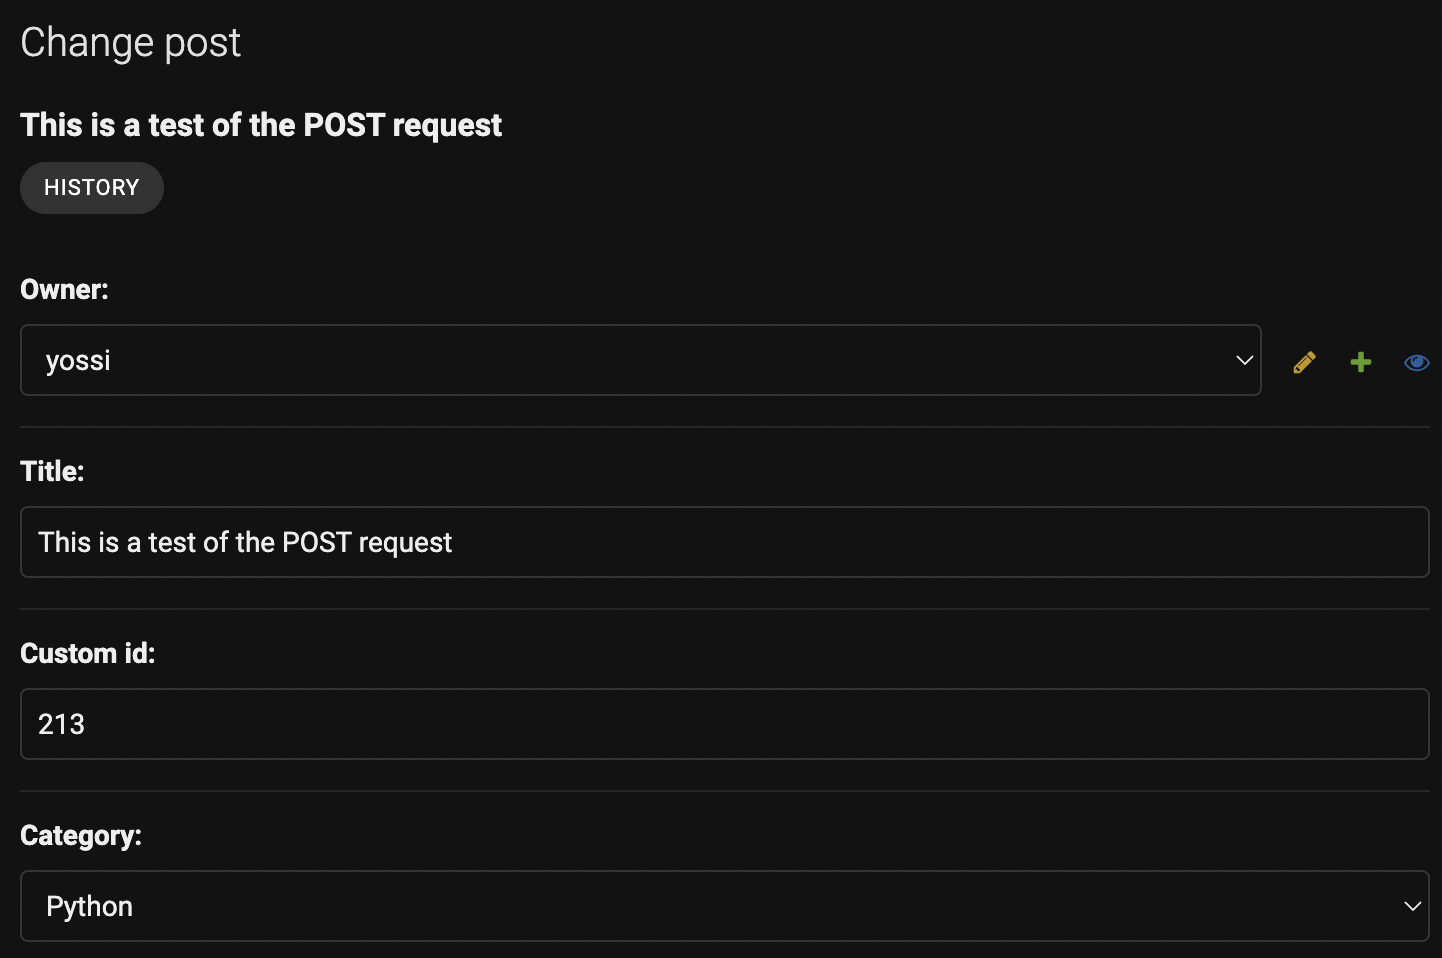 Change post
This is a test of the POST request
HISTORY
Owner:
yossi
Title:
This is a test of the POST request
Custom id:
213
Category:
Python